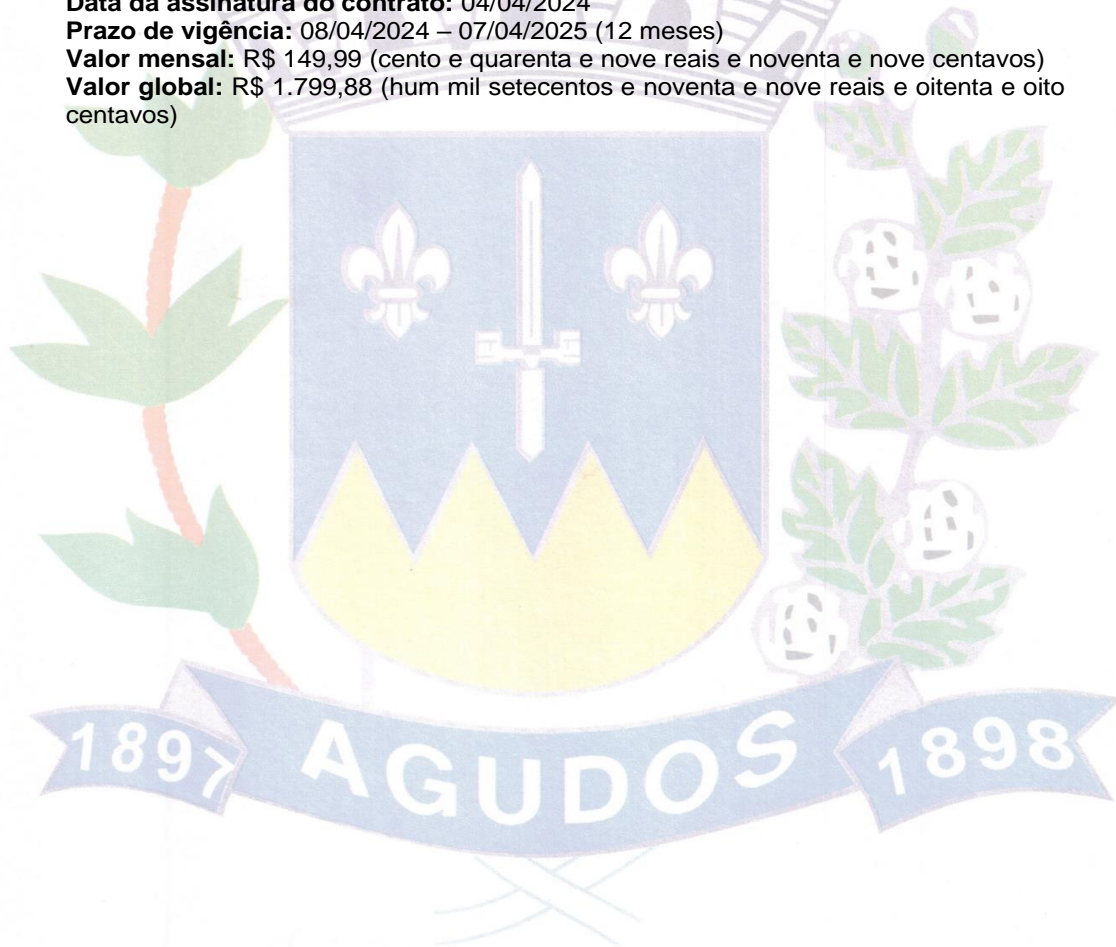 Data da assinatura do contrato: 04/04/2024
Prazo de vigência: 08/04/2024 – 07/04/2025 (12 meses)
Valor mensal: R$ 149,99 (cento e quarenta e nove reais e noventa e nove centavos)
Valor global: R$ 1.799,88 (hum mil setecentos e noventa e nove reais e oitenta e oito
centavos)
1897 AGUDOS 1898